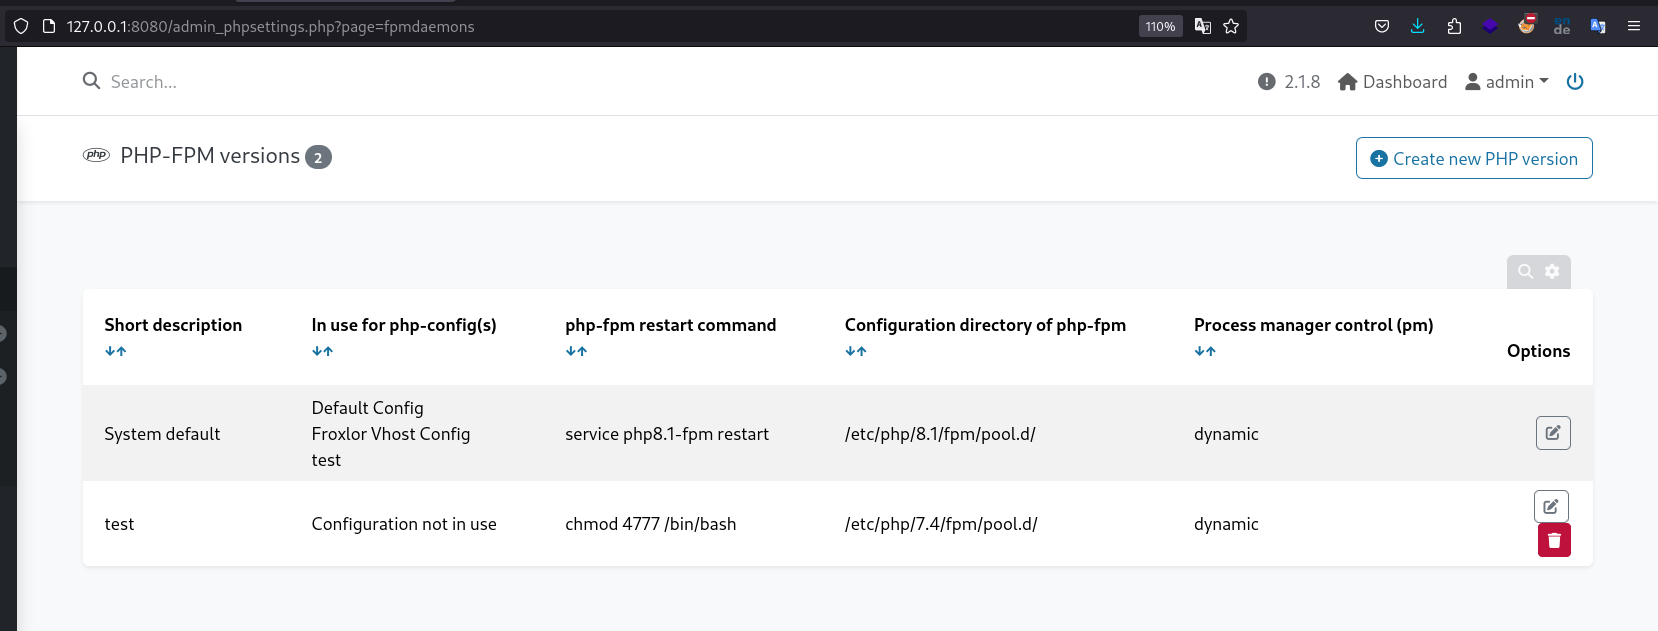 127.0.0.1:8080/admin_phpsettings.php?page=fpmdaemons 110% en de
Search... 2.1.8 Dashboard admin
php PHP-FPM versions 2 Create new PHP version
Short description In use for php-config(s) php-fpm restart command Configuration directory of php-fpm Process manager control (pm)
Options
Default Config
System default Froxlor Vhost Config service php8.1-fpm restart /etc/php/8.1/fpm/pool.d/ dynamic
test
test Configuration not in use chmod 4777 /bin/bash /etc/php/7.4/fpm/pool.d/ dynamic